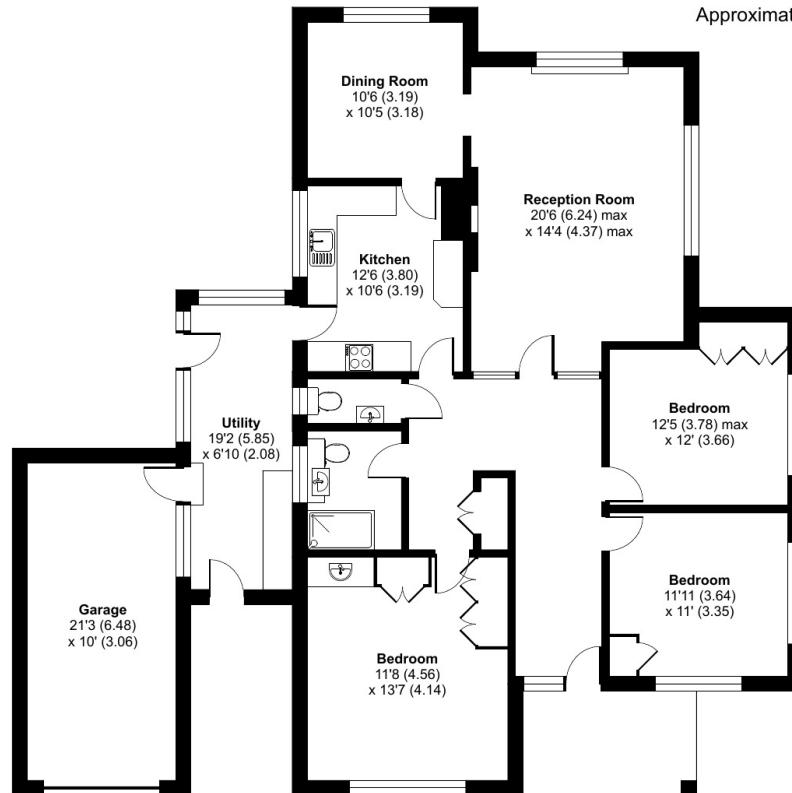 Approximat
Dining Room
10'6 (3.19)
x 10'5 (3.18)
Reception Room
20'6 (6.24) max
x 14'4 (4.37) max
Kitchen
12'6 (3.80)
x 10'6 (3.19)
Bedroom
12'5 (3.78) max
x 12' (3.66)
Utility
19'2 (5.85)
x 6'10 (2.08)
Bedroom
11'11 (3.64)
x 11' (3.35)
Garage
21'3 (6.48)
x 10' (3.06)
Bedroom
11'8 (4.56)
x 13'7 (4.14)